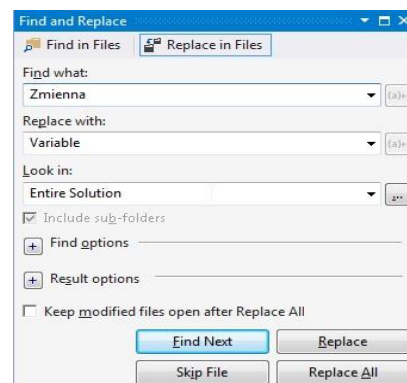 Find and Replace
Find in Files Replace in Files
Find what:
Zmienna
(a)+
Replace with:
Variable
(a)+
Look in:
Entire Solution
...
Include sub-folders
+ Find options
+ Result options
Keep modified files open after Replace All
Find Next Replace
Skip File Replace All